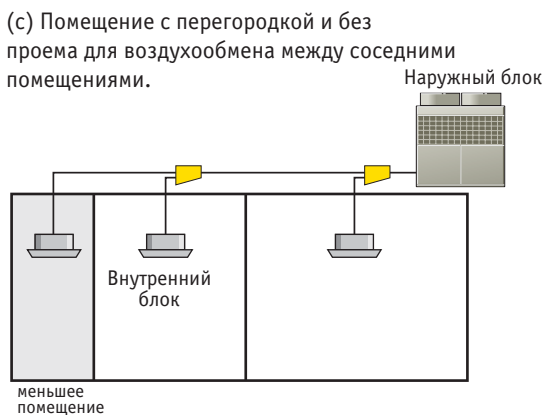 (c) Помещение с перегородкой и без
проема для воздухообмена между соседними
помещениями.
Наружный блок
Внутренний
блок
меньшее
помещение